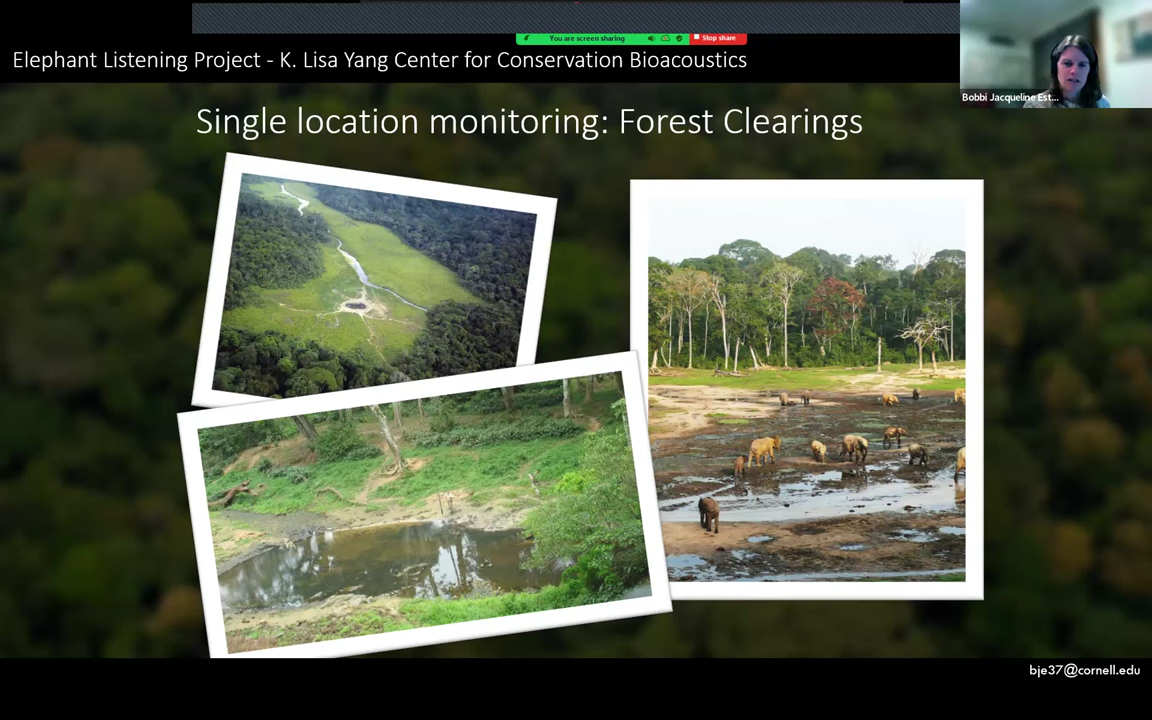 You are screen sharing
Stop share
Elephant Listening Project - K. Lisa Yang Center for Conservation Bioacoustics
Bobbi Jacqueline Est...
Single location monitoring: Forest Clearings
bje37@cornell.edu